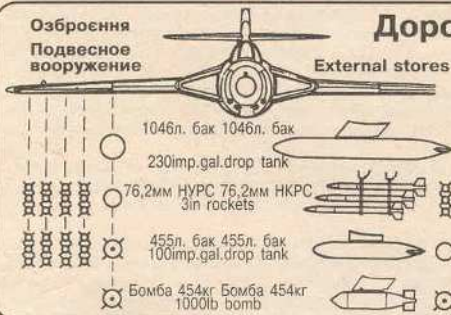 Озброєння
Подвесное
вооружение
Доро
External stores
1046л. бак 1046л. бак
230imp.gal.drop tank
76,2мм НУРС 76,2мм НКРС
3in rockets
455л. бак 455л. бак
100imp.gal.drop tank
Бомба 454кг Бомба 454кг
1000lb bomb